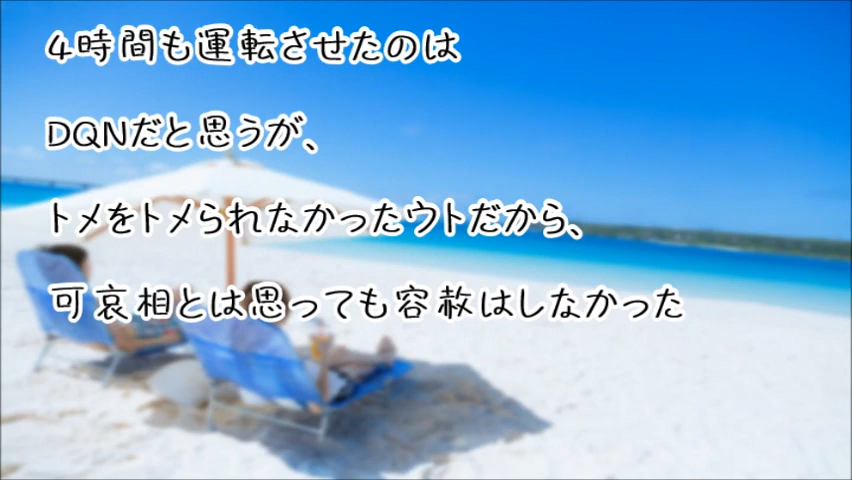 4時間も運転させたのは
DQNだと思うが、
トメをトメられなかったウトだから、
可哀相とは思っても容赦はしなかった